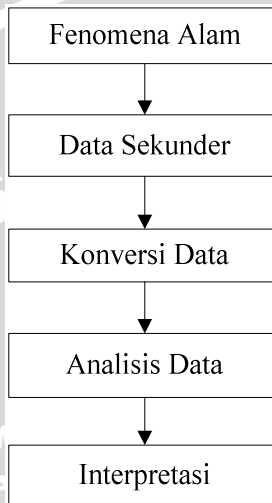 Fenomena Alam
Data Sekunder
Konversi Data
Analisis Data
Interpretasi